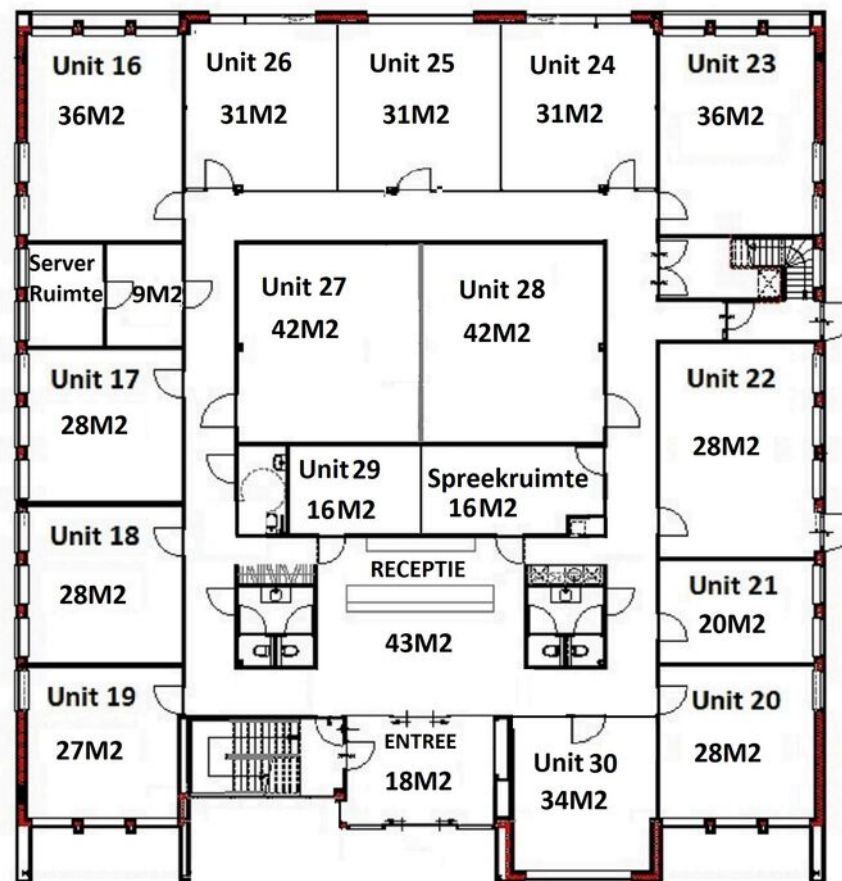 Unit 16
36M2
Unit 26
31M2
Unit 25
31M2
Unit 24
31M2
Unit 23
36M2
Server
Ruimte
9M2
Unit 27
42M2
Unit 28
42M2
Unit 17
28M2
Unit 22
28M2
Unit 29
16M2
Spreekruimte
16M2
Unit 18
28M2
RECEPTIE
43M2
Unit 21
20M2
Unit 19
27M2
ENTREE
18M2
Unit 30
34M2
Unit 20
28M2